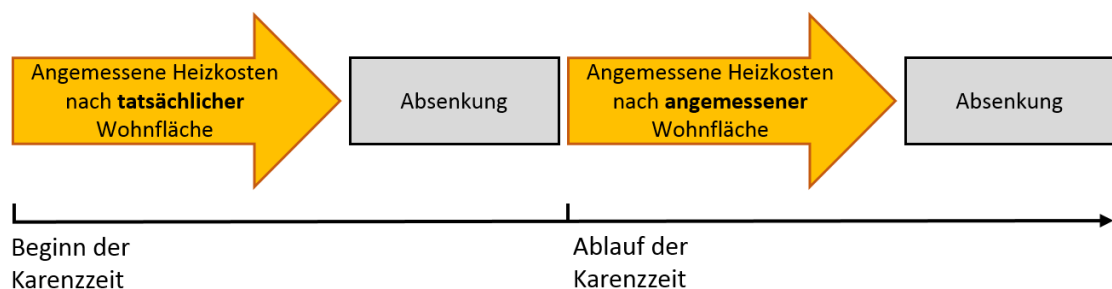 Angemessene Heizkosten
nach tatsächlicher
Wohnfläche
Absenkung
Angemessene Heizkosten
nach angemessener
Wohnfläche
Absenkung
Beginn der
Karenzzeit
Ablauf der
Karenzzeit